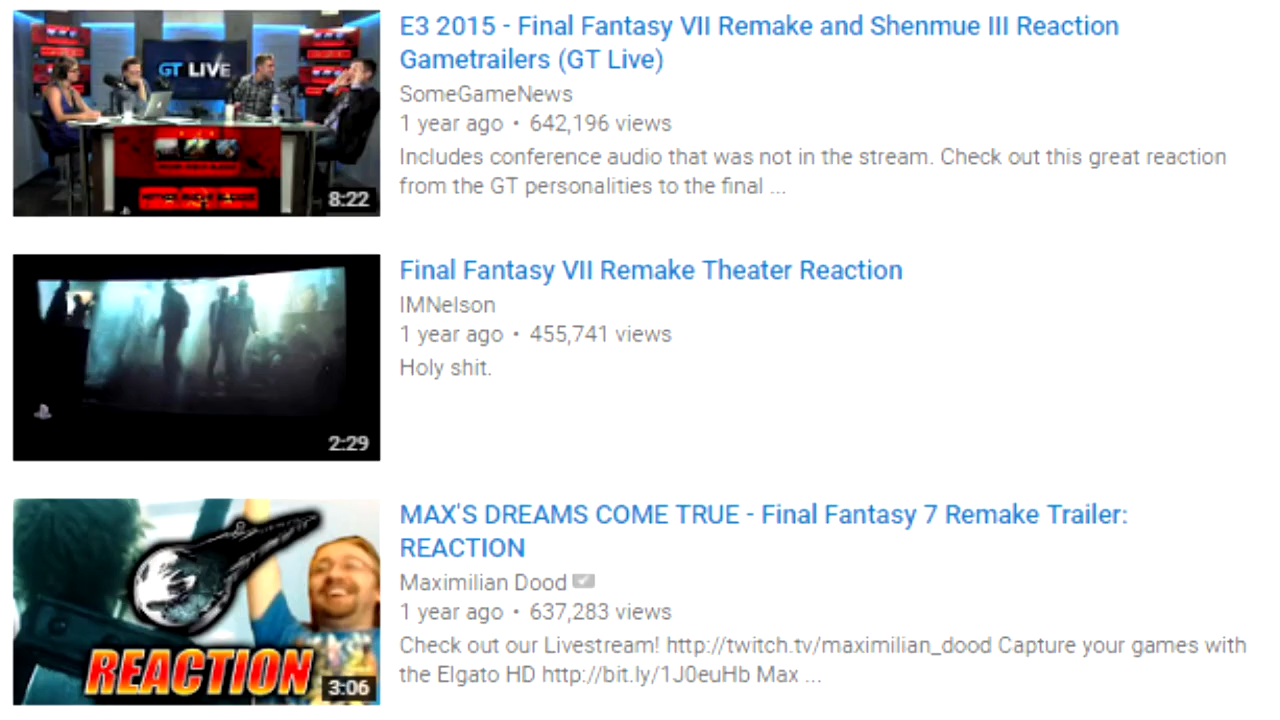 GT LIVE
8:22
E3 2015 - Final Fantasy VII Remake and Shenmue III Reaction
Gametrailers (GT Live)
SomeGameNews
1 year ago • 642,196 views
Includes conference audio that was not in the stream. Check out this great reaction
from the GT personalities to the final ...
2:29
Final Fantasy VII Remake Theater Reaction
IMNelson
1 year ago • 455,741 views
Holy shit.
REACTION
3:06
MAX'S DREAMS COME TRUE - Final Fantasy 7 Remake Trailer:
REACTION
Maximilian Dood
1 year ago • 637,283 views
Check out our Livestream! http://twitch.tv/maximilian_dood Capture your games with
the Elgato HD http://bit.ly/1J0euHb Max ...